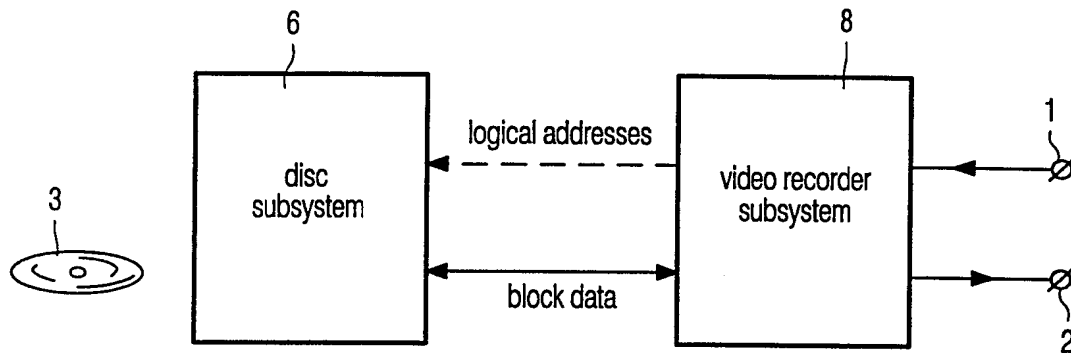 6
8
1
logical addresses
disc
subsystem
video recorder
subsystem
3
block data
2